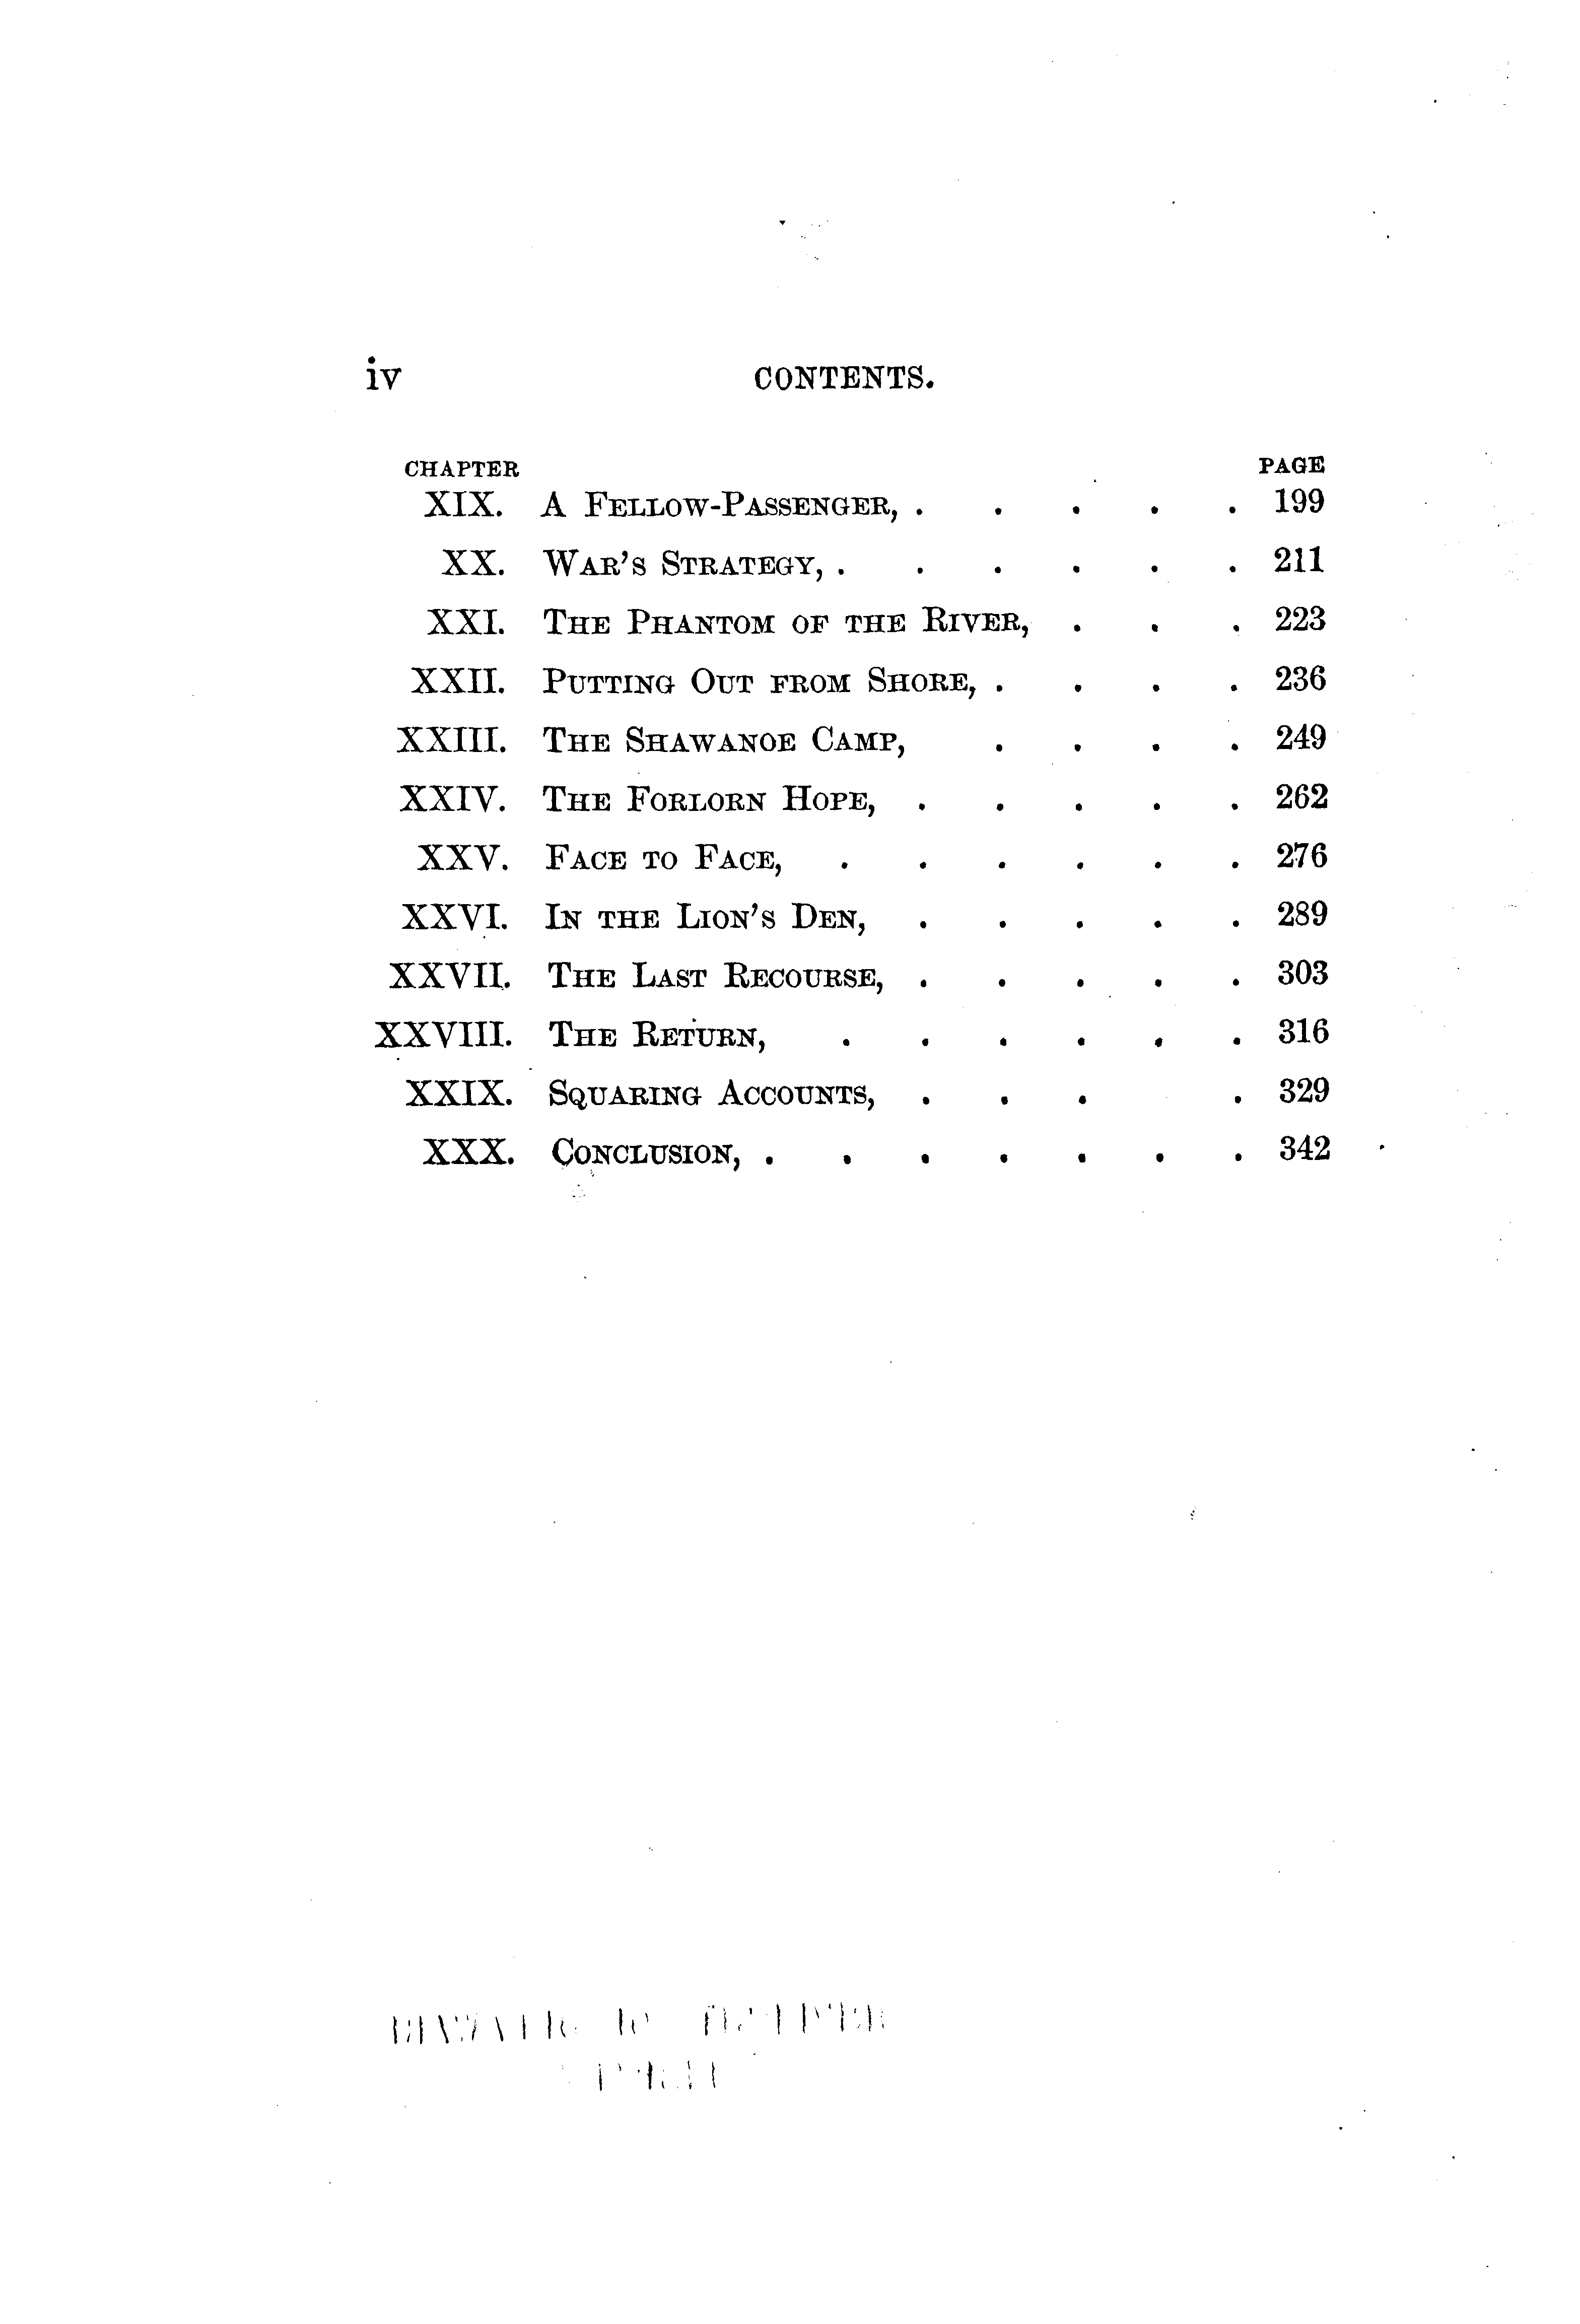 iv CONTENTS.
CHAPTER PAGE
XIX. A Fellow-Passenger, . . . . . 199
XX. War's Strategy, . . . . . . 211
XXI. The Phantom of the River, . . . 223
XXII. Putting Out from Shore, . . . . 236
XXIII. The Shawanoe Camp, . . . . 249
XXIV. The Forlorn Hope, . . . . . 262
XXV. Face to Face, . . . . . . 276
XXVI. In the Lion's Den, . . . . . 289
XXVII. The Last Recourse, . . . . . 303
XXVIII. The Return, . . . . . . 316
XXIX. Squaring Accounts, . . . . 329
XXX. Conclusion, . . . . . . . 342